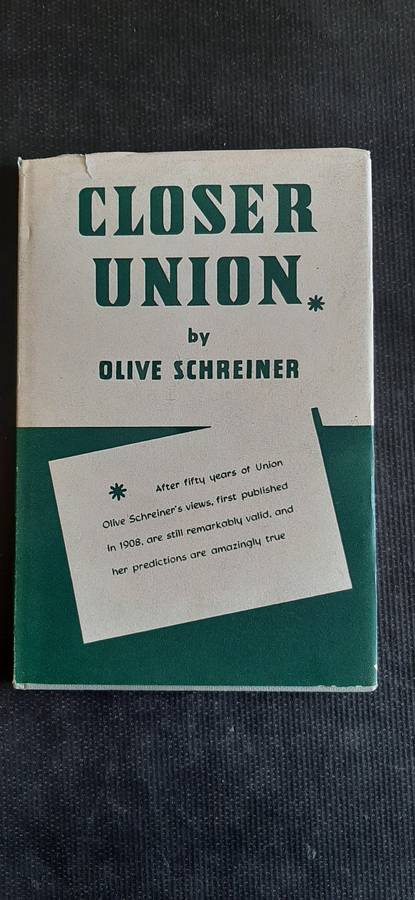 CLOSER
UNION*
by
OLIVE SCHREINER
* After fifty years of Union
Olive Schreiner's views, first published
in 1908, are still remarkably valid, and
her predictions are amazingly true